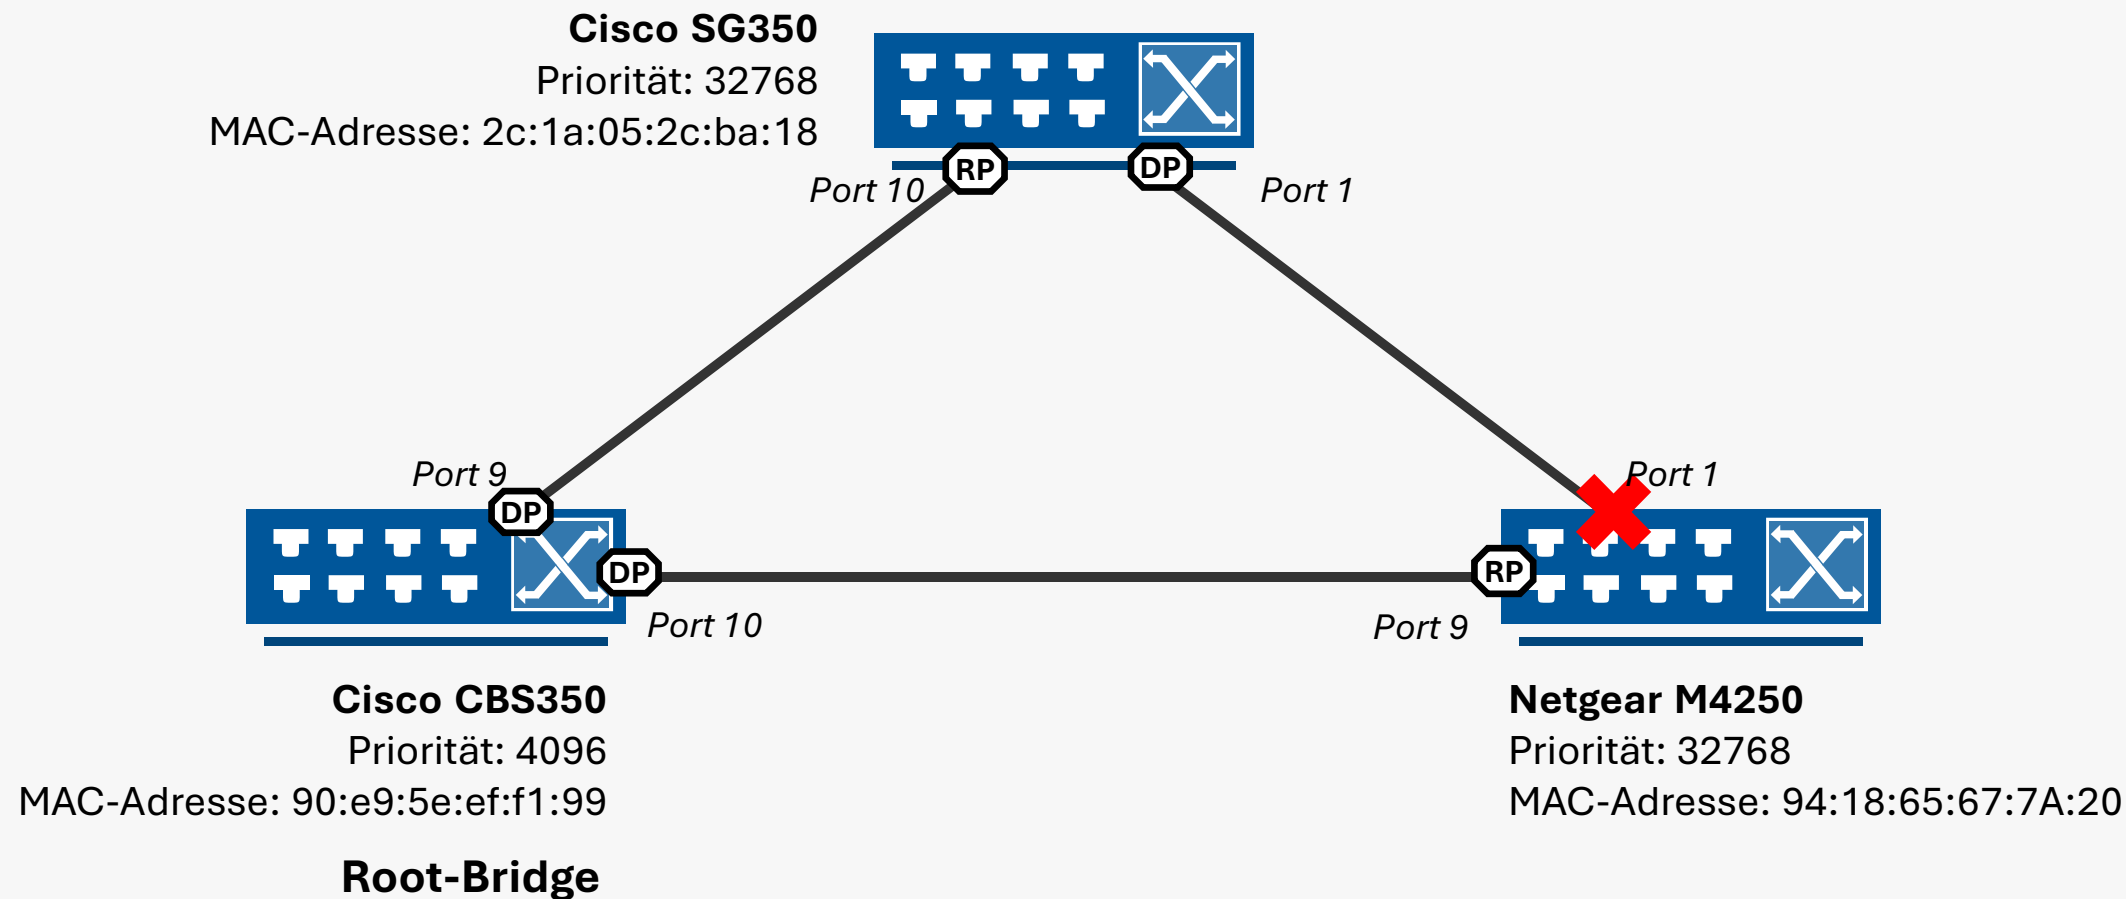 Cisco SG350
Priorität: 32768
MAC-Adresse: 2c:1a:05:2c:ba:18
RP
DP
Port 10
Port 1
Port 9
DP
DP
Port 10
Port 1
RP
Port 9
Cisco CBS350
Priorität: 4096
MAC-Adresse: 90:e9:5e:ef:f1:99
Root-Bridge
Netgear M4250
Priorität: 32768
MAC-Adresse: 94:18:65:67:7A:20